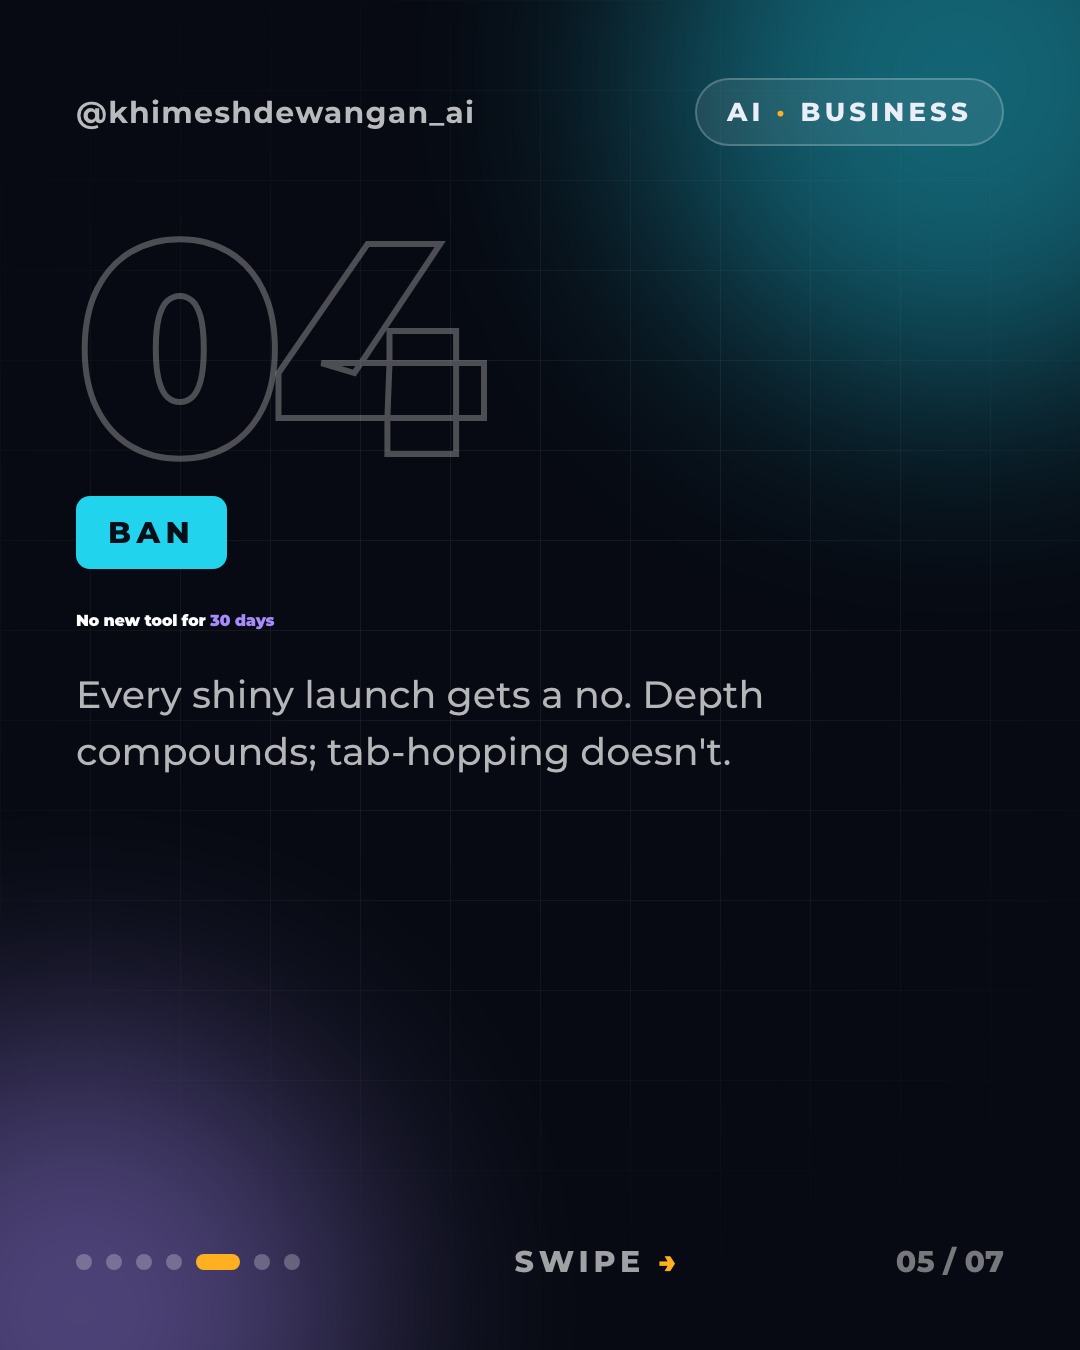 @khimeshdewangan_ai
AI · BUSINESS
04
BAN
No new tool for 30 days
Every shiny launch gets a no. Depth
compounds; tab-hopping doesn't.
SWIPE →
05 / 07